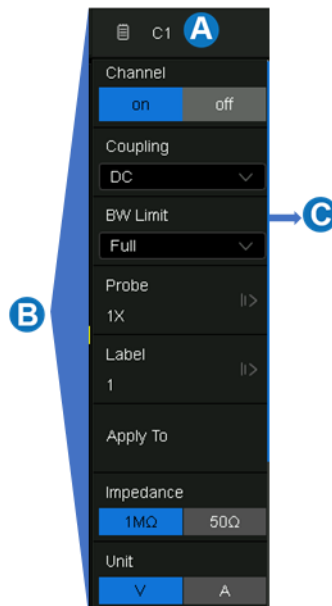 C1 A
Channel
on off
Coupling
DC
BW Limit
Full
C
Probe
B
1X
Label
1
Apply To
Impedance
1MΩ 50Ω
Unit
V A